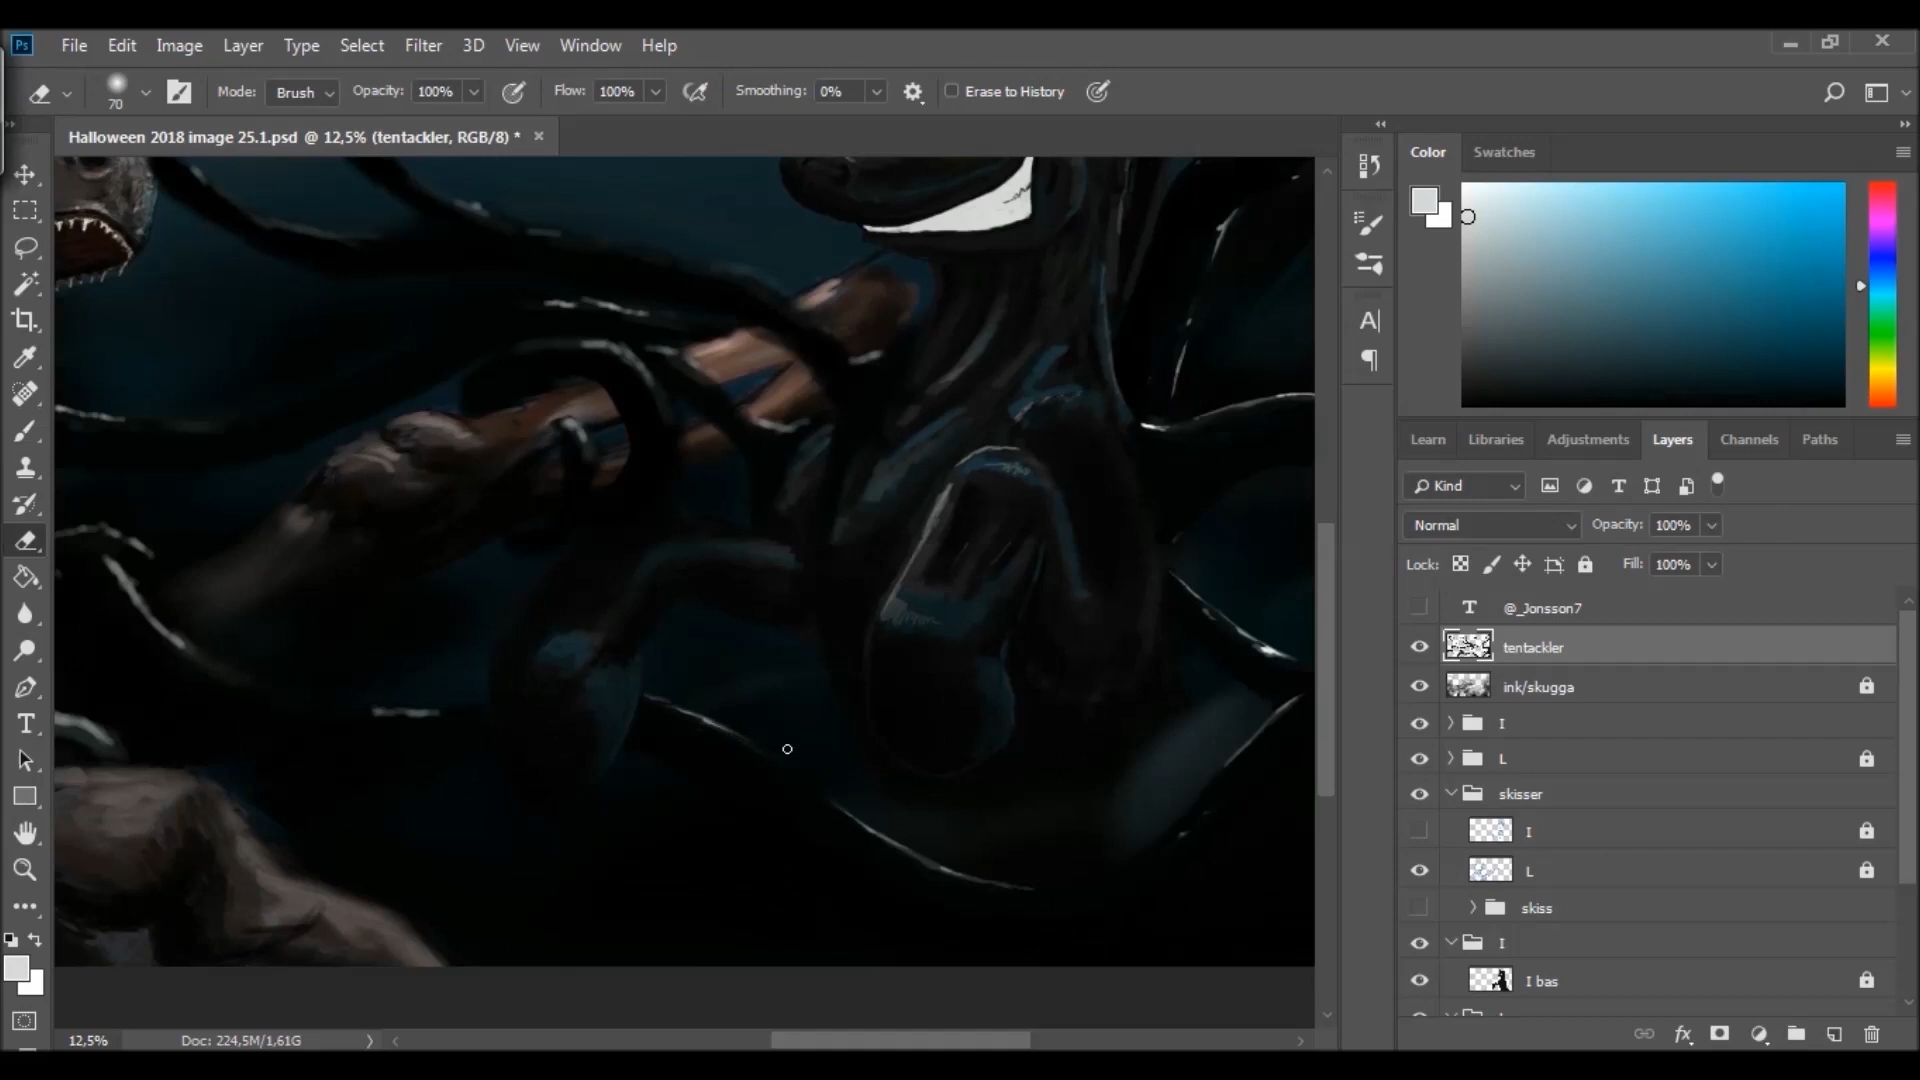 Ps File Edit Image Layer Type Select Filter 3D View Window Help
70 Mode: Brush Opacity: 100% Flow: 100% Smoothing: 0% Erase to History
Halloween 2018 image 25.1.psd @ 12,5% (tentackler, RGB/8) *
Color Swatches
Learn Libraries Adjustments Layers Channels Paths
Kind
Normal Opacity: 100%
Lock: Fill: 100%
@_Jonsson7
tentackler
ink/skugga
I
L
skisser
I
L
skiss
I
I bas
12,5% Doc: 224,5M/1,61G